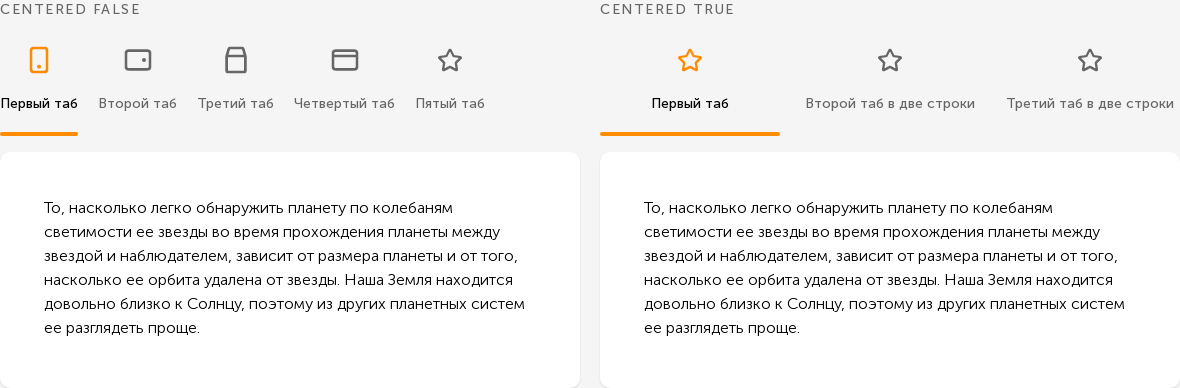 CENTERED FALSE
Первый таб Второй таб Третий таб Четвертый таб Пятый таб
То, насколько легко обнаружить планету по колебаням
светимости ее звезды во время прохождения планеты между
звездой и наблюдателем, зависит от размера планеты и от того,
насколько ее орбита удалена от звезды. Наша Земля находится
довольно близко к Солнцу, поэтому из других планетных систем
ее разглядеть проще.
CENTERED TRUE
Первый таб Второй таб в две строки Третий таб в две строки
То, насколько легко обнаружить планету по колебаням
светимости ее звезды во время прохождения планеты между
звездой и наблюдателем, зависит от размера планеты и от того,
насколько ее орбита удалена от звезды. Наша Земля находится
довольно близко к Солнцу, поэтому из других планетных систем
ее разглядеть проще.